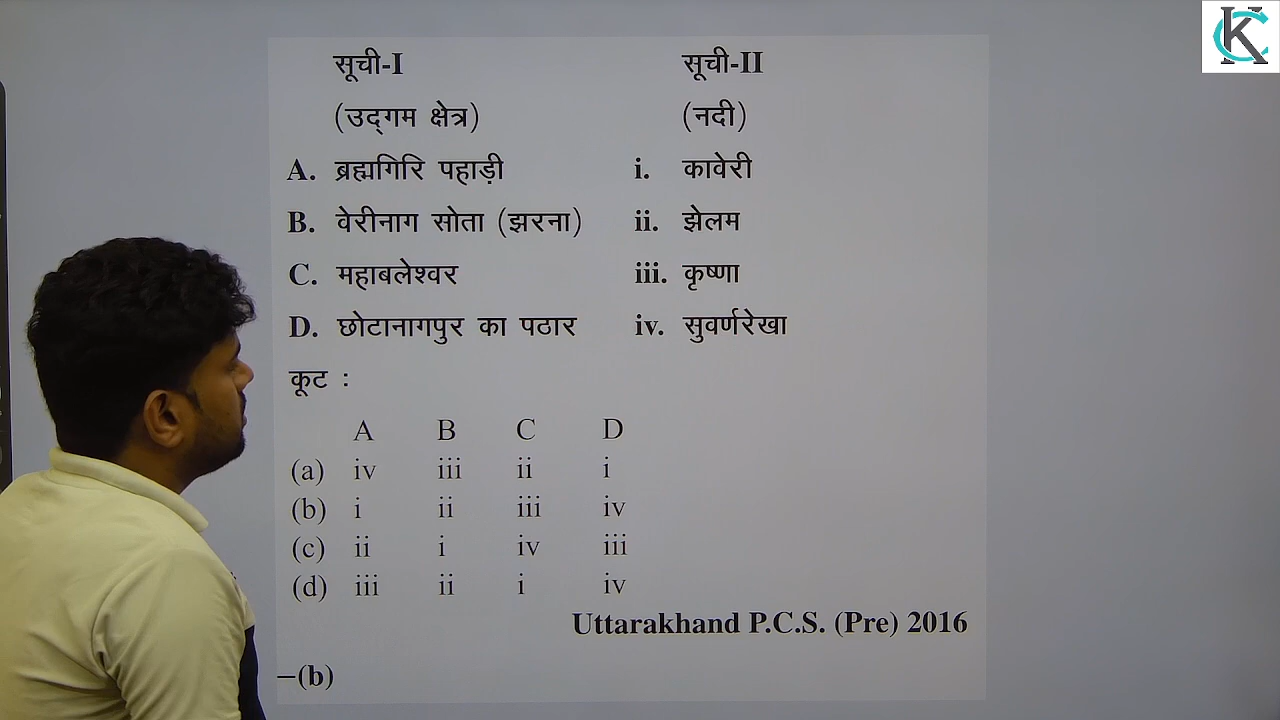 KC
सूची-I सूची-II
(उद्गम क्षेत्र) (नदी)
A. ब्रह्मगिरि पहाड़ी i. कावेरी
B. वेरीनाग सोता (झरना) ii. झेलम
C. महाबलेश्वर iii. कृष्णा
D. छोटानागपुर का पठार iv. सुवर्णरेखा
कूट :
A B C D
(a) iv iii ii i
(b) i ii iii iv
(c) ii i iv iii
(d) iii ii i iv
Uttarakhand P.C.S. (Pre) 2016
–(b)